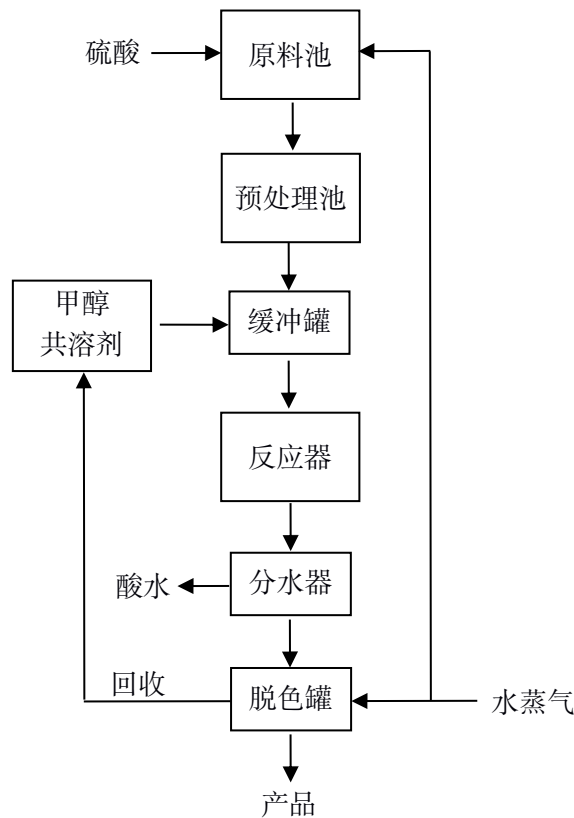 硫酸
原料池
预处理池
甲醇
共溶剂
缓冲罐
反应器
酸水
分水器
回收
脱色罐
水蒸气
产品